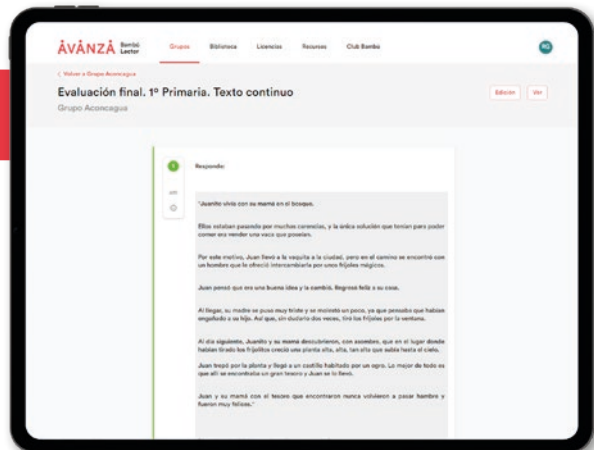 ÅVÅNZÅ Bambú Lector
Grupos Biblioteca Licencias Recursos Club Bambú
RG
Volver a Grupo Aconcagua
Evaluación final. 1º Primaria. Texto continuo
Edición Ver
Grupo Aconcagua
1 Responde:
"Juanito vivía con su mamá en el bosque.
Ellos estaban pasando por muchas carencias, y la única solución que tenían para poder
comer era vender una vaca que poseían.
Por este motivo, Juan llevó a la vaquita a la ciudad, pero en el camino se encontró con
un hombre que le ofreció intercambiarla por unos frijoles mágicos.
Juan pensó que era una buena idea y la cambió. Regresó feliz a su casa.
Al llegar, su madre se puso muy triste y se molestó un poco, ya que pensaba que habían
engañado a su hijo. Así que, sin dudarlo dos veces, tiró los frijoles por la ventana.
Al día siguiente, Juanito y su mamá descubrieron, con asombro, que en el lugar donde
habían tirado los frijolitos creció una planta alta, alta, tan alta que subía hasta el cielo.
Juan trepó por la planta y llegó a un castillo habitado por un ogro. Lo mejor de todo es
que allí se encontraba un gran tesoro y Juan se lo llevó.
Juan y su mamá con el tesoro que encontraron nunca volvieron a pasar hambre y
fueron muy felices."